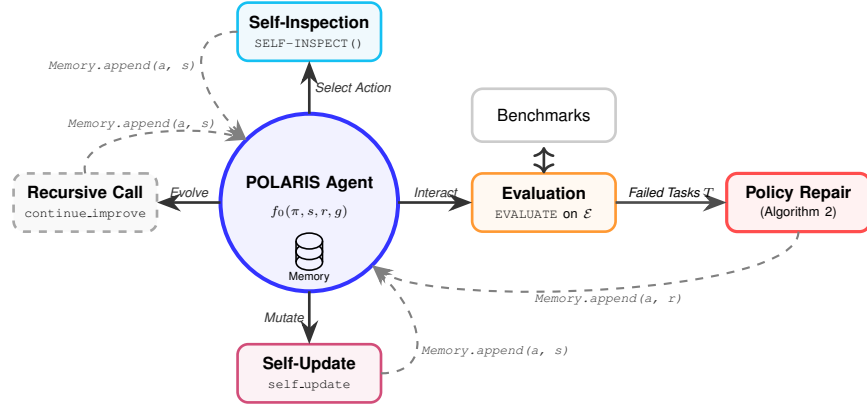 Self-Inspection
SELF-INSPECT()
Memory.append(a, s)
Select Action
Memory.append(a, s)
Benchmarks
Recursive Call
continue_improve
Evolve
POLARIS Agent
f₀(π, s, r, g)
Memory
Interact
Evaluation
EVALUATE on ℰ
Failed Tasks T
Policy Repair
(Algorithm 2)
Memory.append(a, r)
Mutate
Self-Update
self_update
Memory.append(a, s)